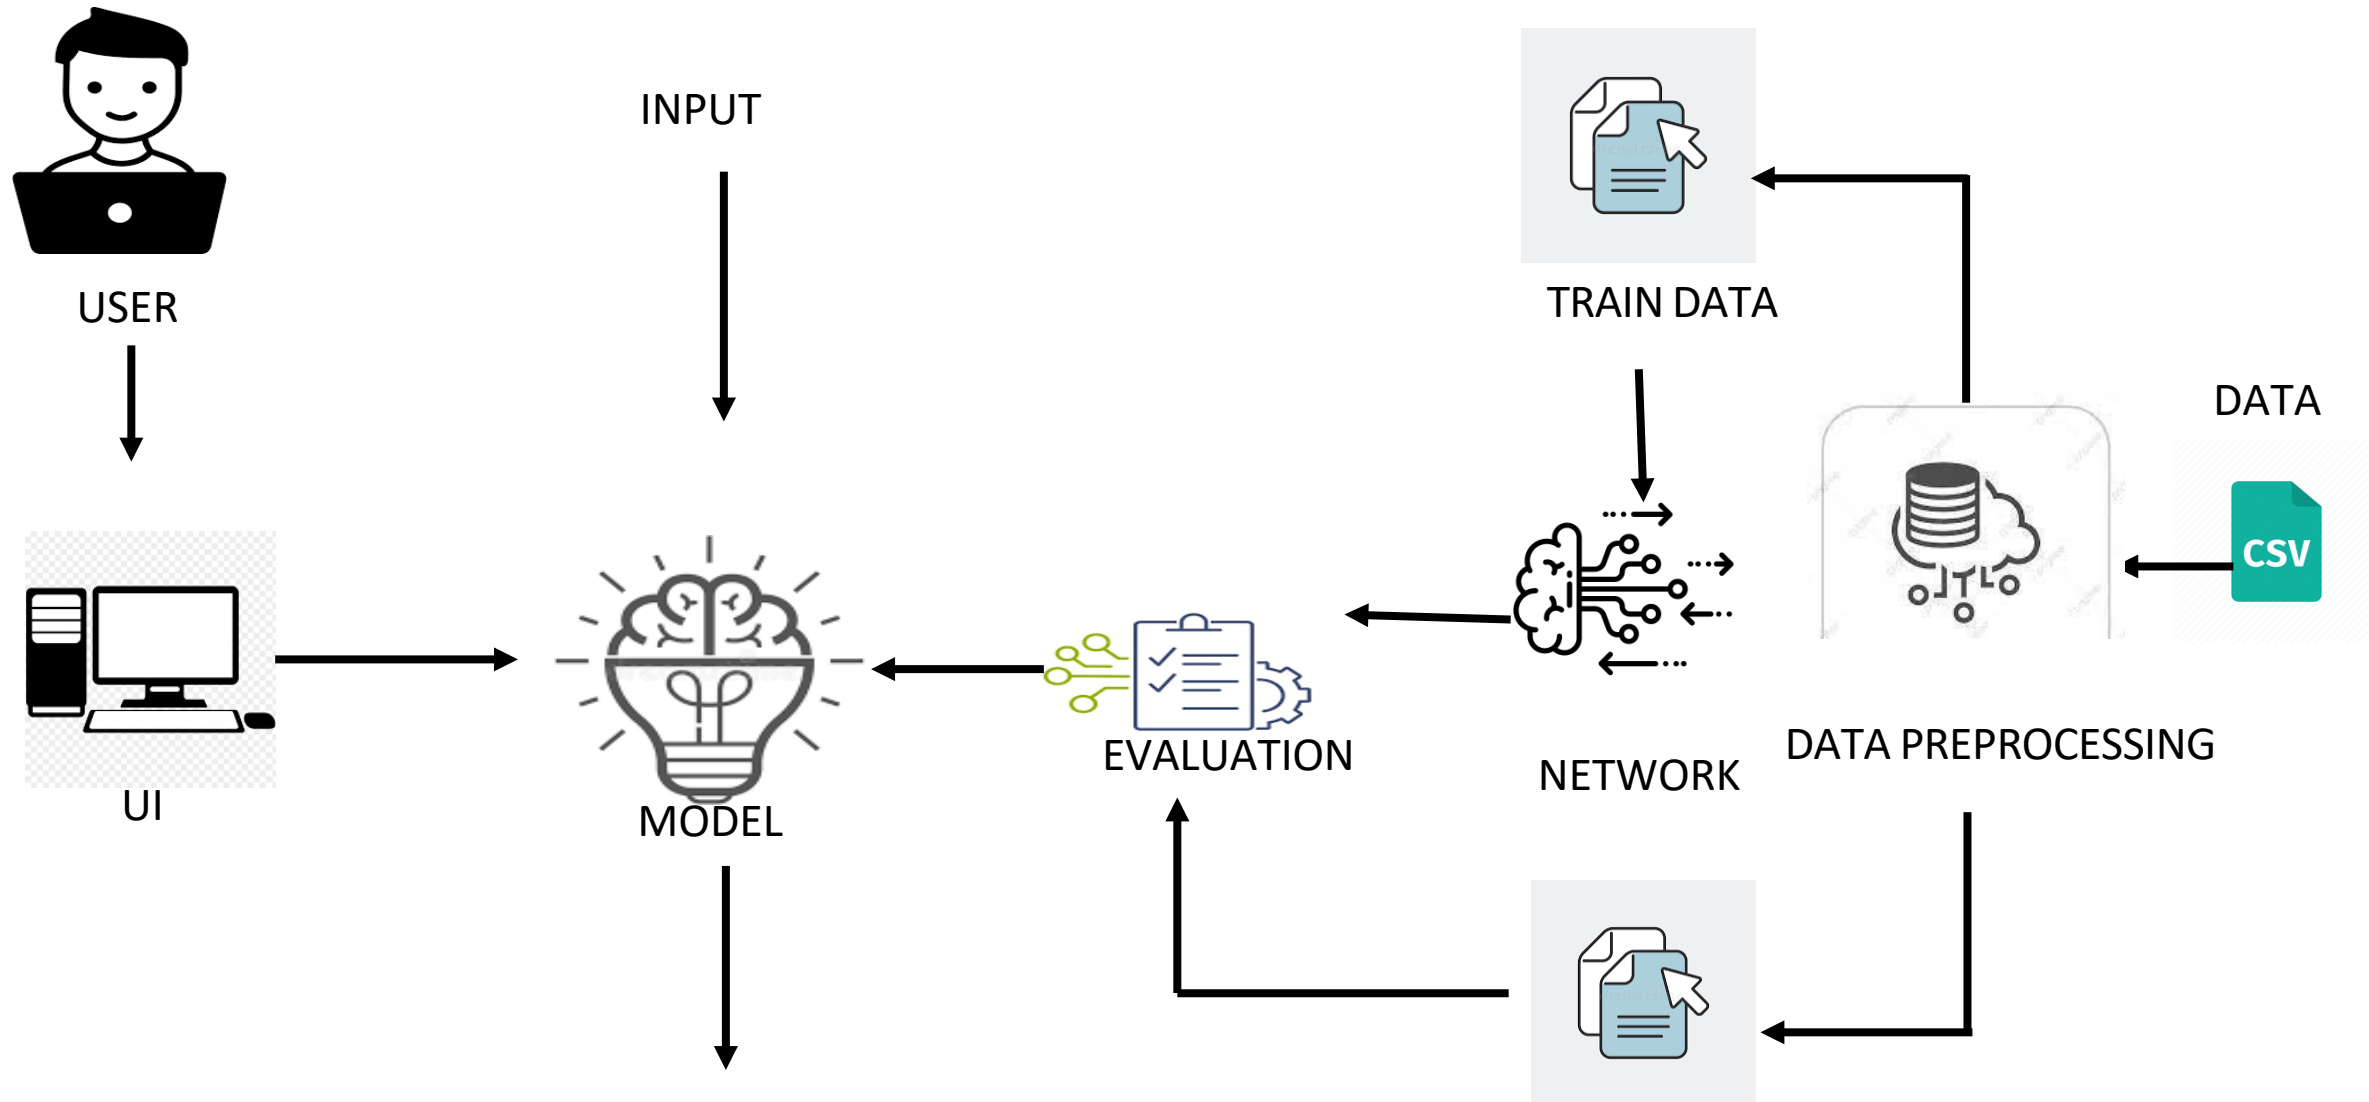 INPUT
USER
TRAIN DATA
DATA
CSV
EVALUATION
DATA PREPROCESSING
NETWORK
UI
MODEL